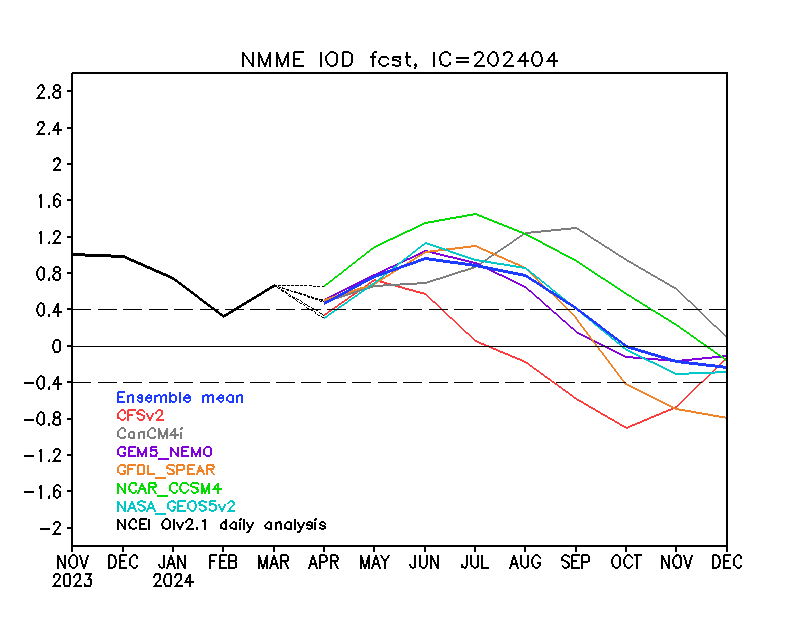 NMME IOD fcst, IC=202404
2.8
2.4
2
1.6
1.2
0.8
0.4
0
-0.4
-0.8
-1.2
-1.6
-2
Ensemble mean
CFSv2
CanCM4i
GEM5_NEMO
GFDL_SPEAR
NCAR_CCSM4
NASA_GEOS5v2
NCEI OIv2.1 daily analysis
NOV DEC JAN FEB MAR APR MAY JUN JUL AUG SEP OCT NOV DEC
2023 2024